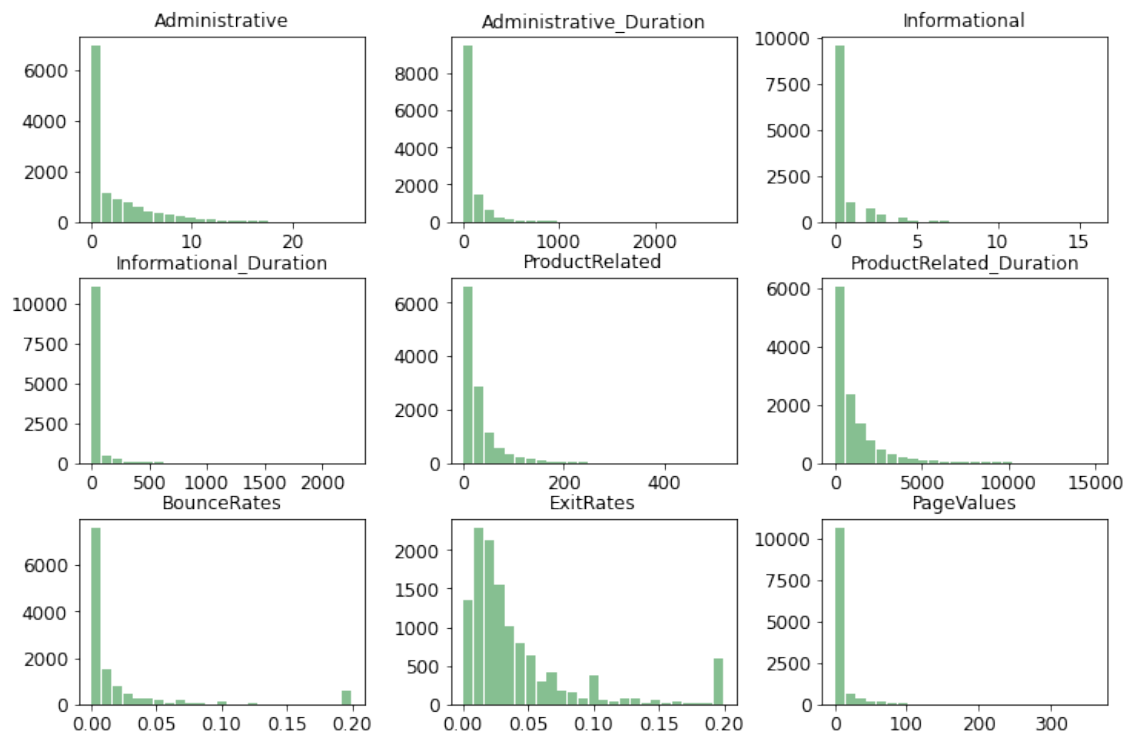 Administrative
Administrative_Duration
Informational
6000
4000
2000
0
0 10 20
8000
6000
4000
2000
0
0 1000 2000
10000
7500
5000
2500
0
0 5 10 15
Informational_Duration
ProductRelated
ProductRelated_Duration
10000
7500
5000
2500
0
0 500 1000 1500 2000
6000
4000
2000
0
0 200 400
6000
4000
2000
0
0 5000 10000 15000
BounceRates
ExitRates
PageValues
6000
4000
2000
0
0.00 0.05 0.10 0.15 0.20
2000
1500
1000
500
0
0.00 0.05 0.10 0.15 0.20
10000
7500
5000
2500
0
0 100 200 300